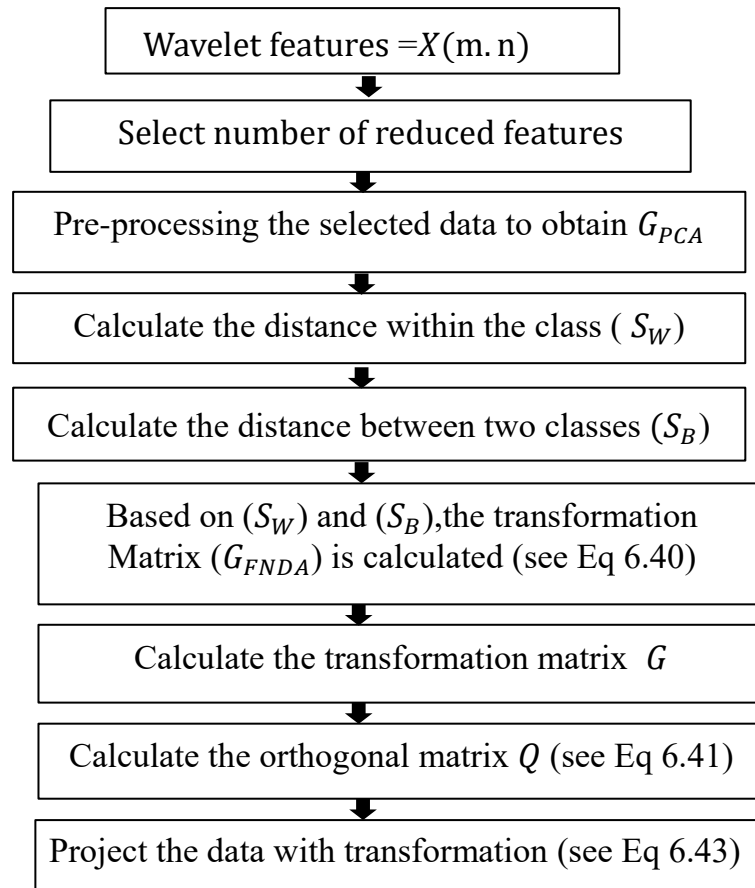 Wavelet features =X(m. n)
Select number of reduced features
Pre-processing the selected data to obtain G_PCA
Calculate the distance within the class ( S_W)
Calculate the distance between two classes (S_B)
Based on (S_W) and (S_B),the transformation
Matrix (G_FNDA) is calculated (see Eq 6.40)
Calculate the transformation matrix G
Calculate the orthogonal matrix Q (see Eq 6.41)
Project the data with transformation (see Eq 6.43)